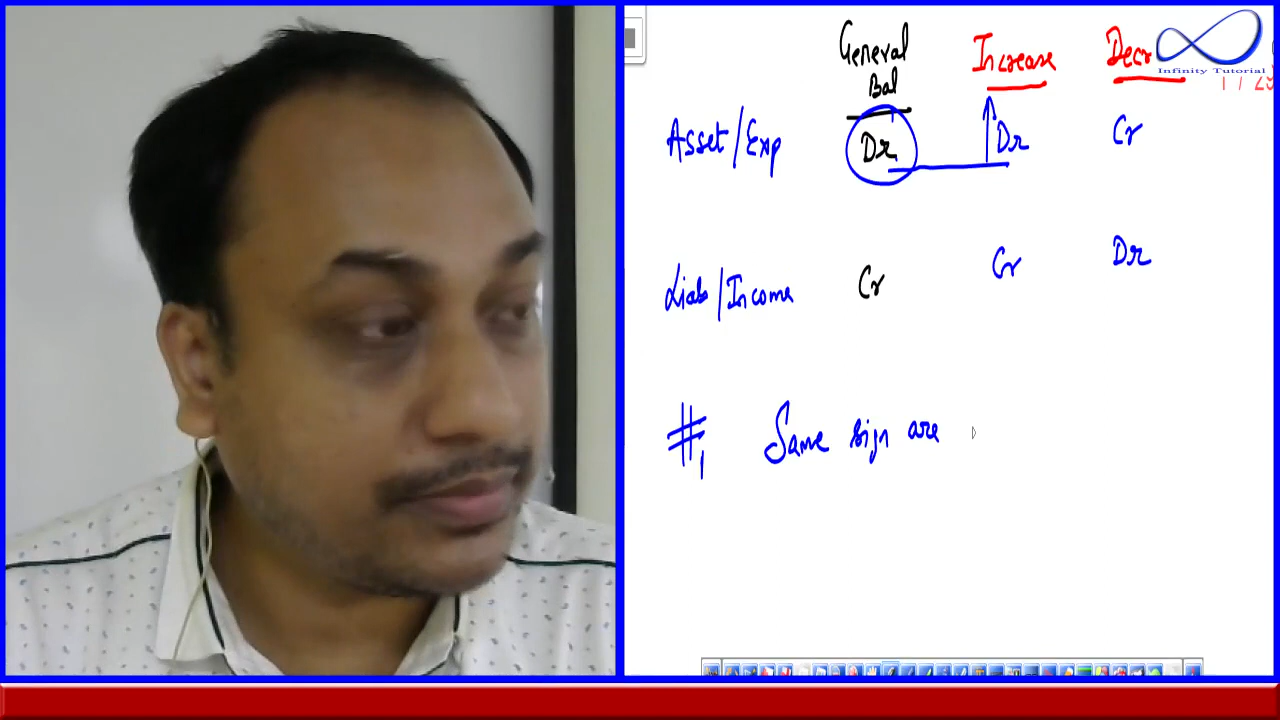 General Bal Increase Decr
Infinity Tutorial
Asset/Exp Dr Dr Cr
Liab/Income Cr Cr Dr
#1 Same sign are